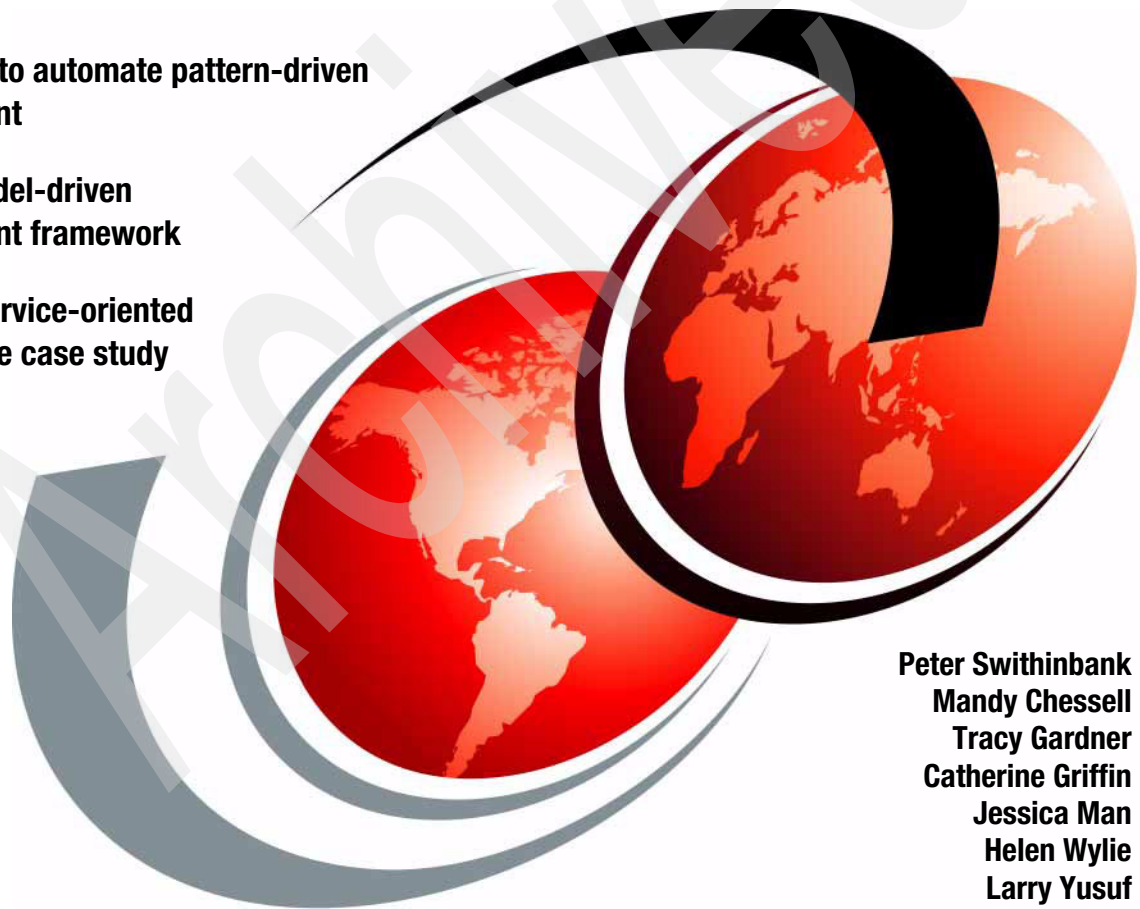 to automate pattern-driven
nt
del-driven
nt framework
rvice-oriented
e case study
Archive
Peter Swithinbank
Mandy Chessell
Tracy Gardner
Catherine Griffin
Jessica Man
Helen Wylie
Larry Yusuf